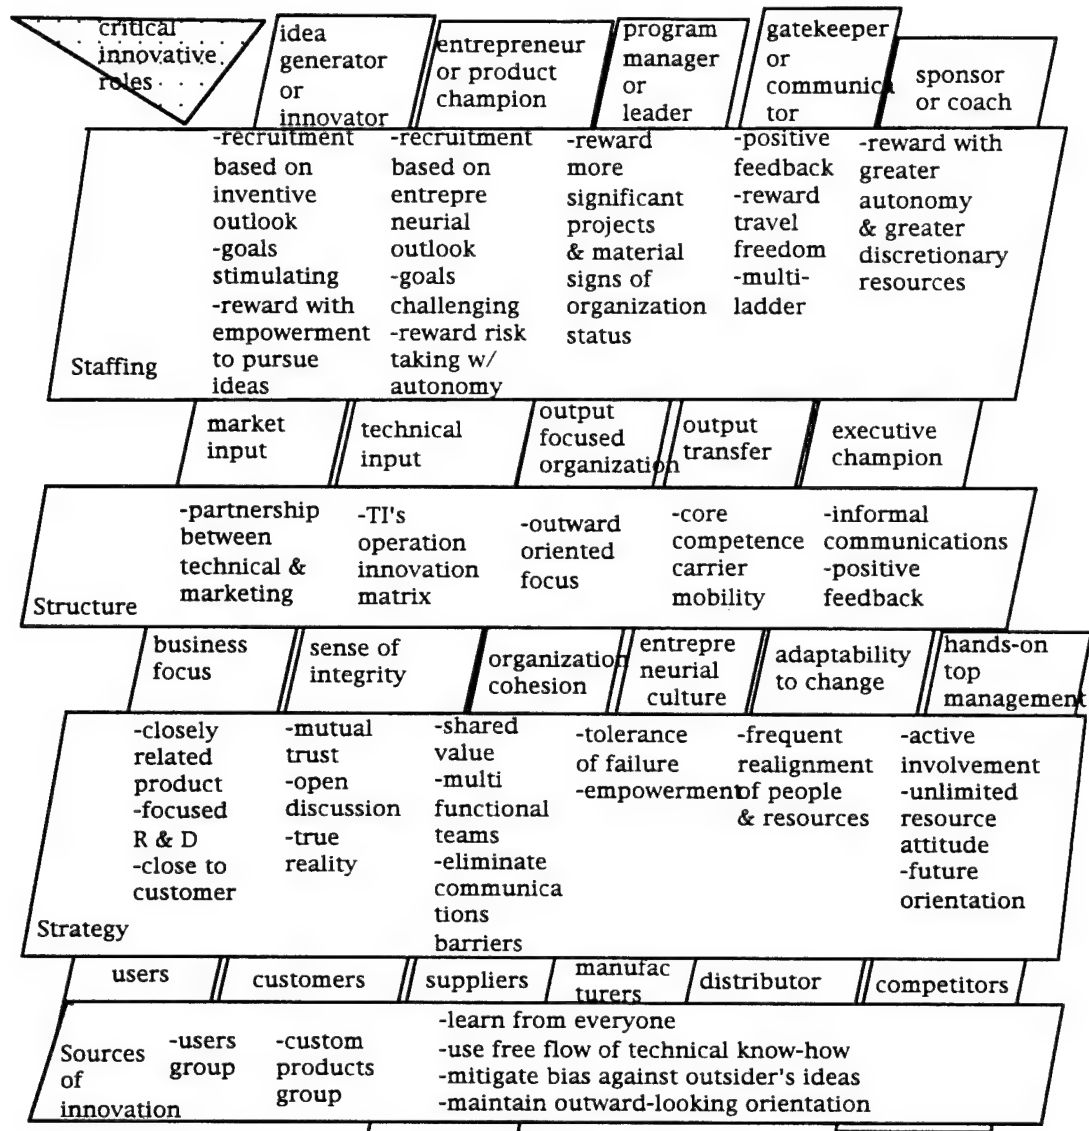 critical
innovative
roles
idea
generator
or
innovator
entrepreneur
or product
champion
program
manager
or
leader
gatekeeper
or
communica
tor
sponsor
or coach
Staffing
-recruitment
based on
inventive
outlook
-goals
stimulating
-reward with
empowerment
to pursue
ideas
-recruitment
based on
entrepre
neurial
outlook
-goals
challenging
-reward risk
taking w/
autonomy
-reward
more
significant
projects
& material
signs of
organization
status
-positive
feedback
-reward
travel
freedom
-multi-
ladder
-reward with
greater
autonomy
& greater
discretionary
resources
market
input
technical
input
output
focused
organization
output
transfer
executive
champion
Structure
-partnership
between
technical &
marketing
-TI's
operation
innovation
matrix
-outward
oriented
focus
-core
competence
carrier
mobility
-informal
communications
-positive
feedback
business
focus
sense of
integrity
organization
cohesion
entrepre
neurial
culture
adaptability
to change
hands-on
top
management
Strategy
-closely
related
product
-focused
R & D
-close to
customer
-mutual
trust
-open
discussion
-true
reality
-shared
value
-multi
functional
teams
-eliminate
communica
tions
barriers
-tolerance
of failure
-empowerment
-frequent
realignment
of people
& resources
-active
involvement
-unlimited
resource
attitude
-future
orientation
users
customers
suppliers
manufac
turers
distributor
competitors
Sources
of
innovation
-users
group
-custom
products
group
-learn from everyone
-use free flow of technical know-how
-mitigate bias against outsider's ideas
-maintain outward-looking orientation